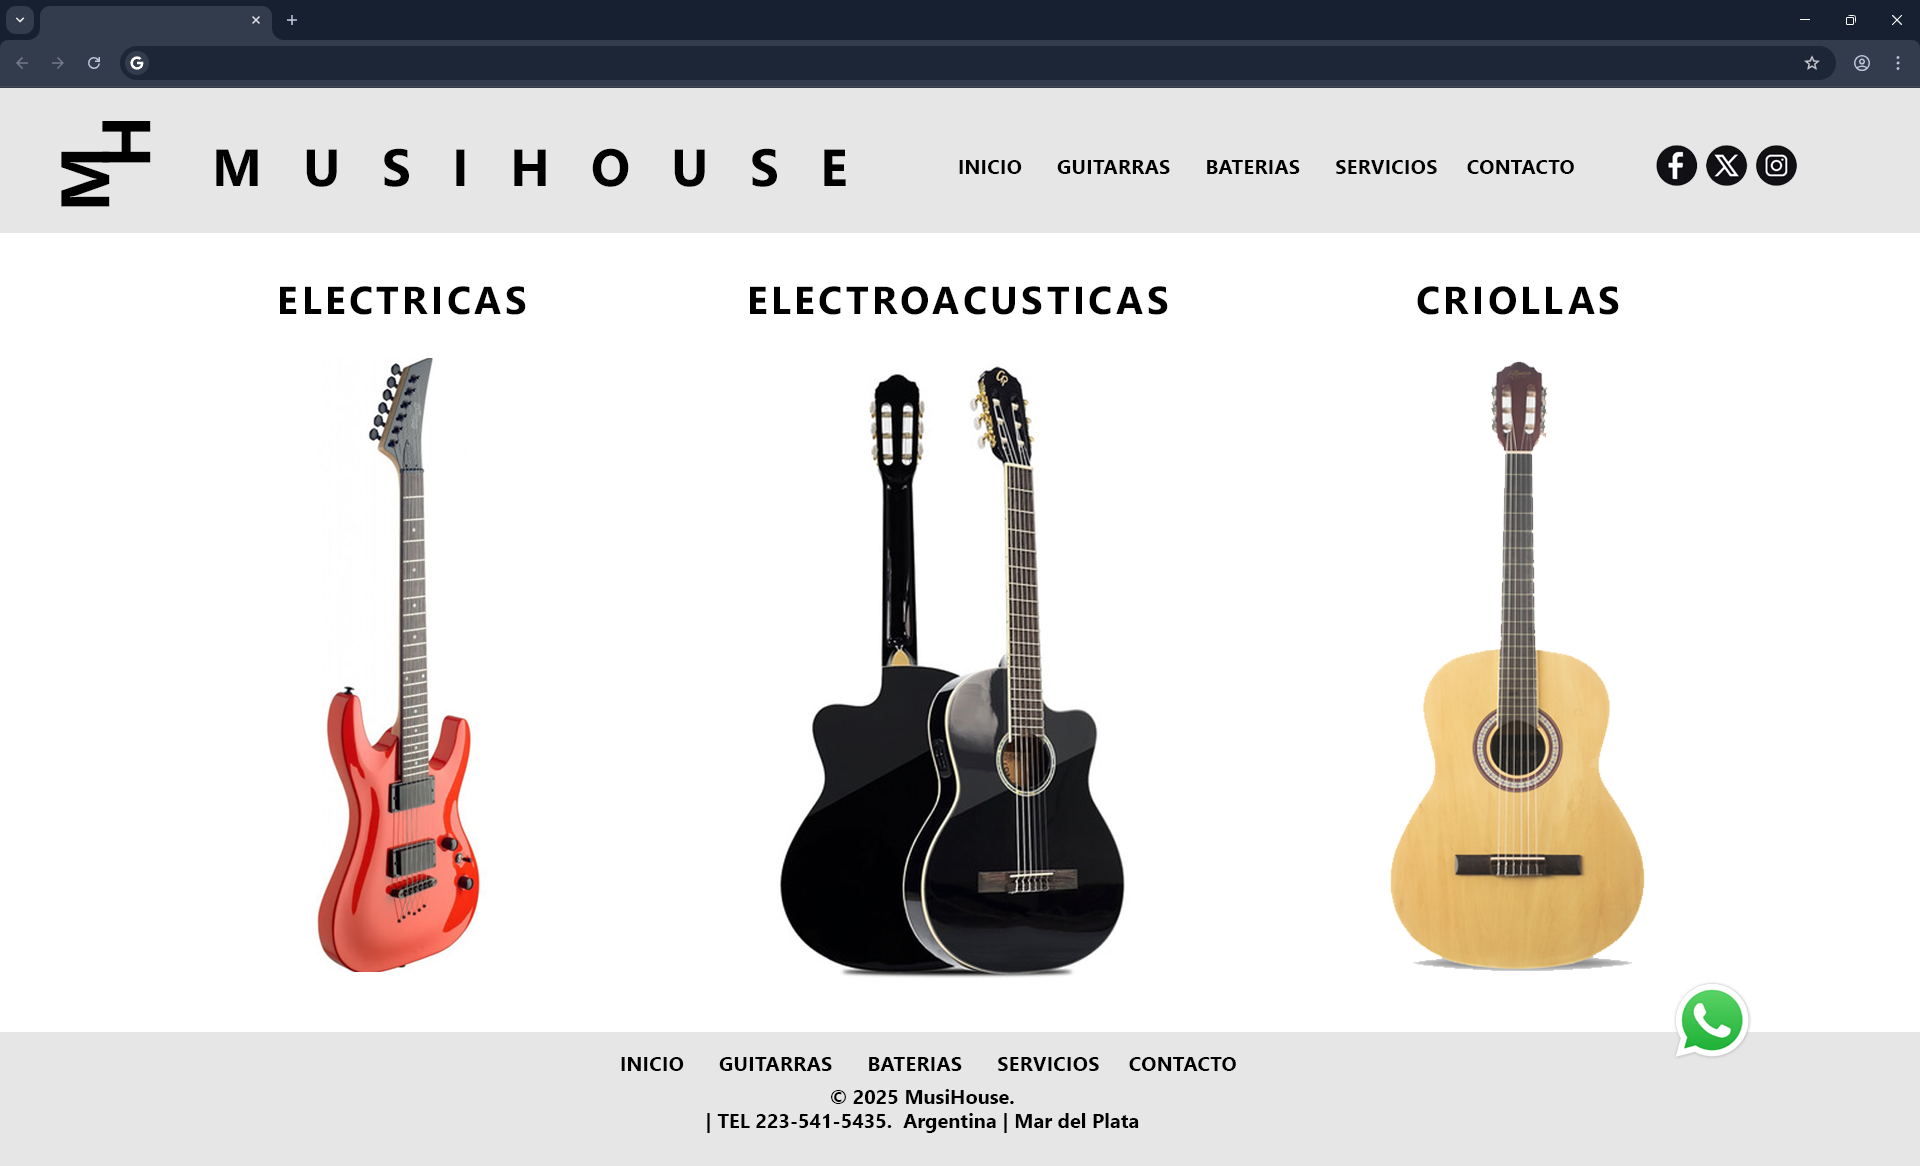 MH
MUSIHOUSE
INICIO GUITARRAS BATERIAS SERVICIOS CONTACTO
ELECTRICAS ELECTROACUSTICAS CRIOLLAS
INICIO GUITARRAS BATERIAS SERVICIOS CONTACTO
© 2025 MusiHouse.
| TEL 223-541-5435. Argentina | Mar del Plata